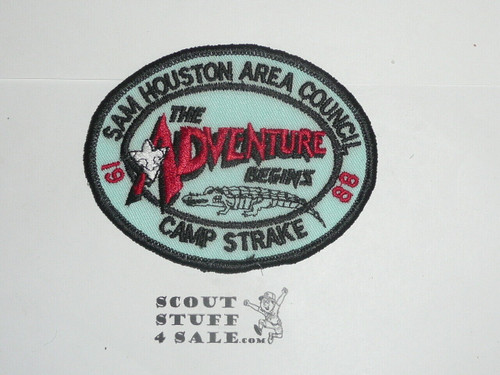 SAM HOUSTON AREA COUNCIL
THE
ADVENTURE
BEGINS
19 88
CAMP STRAKE
SCOUT
STUFF
4 SALE.COM